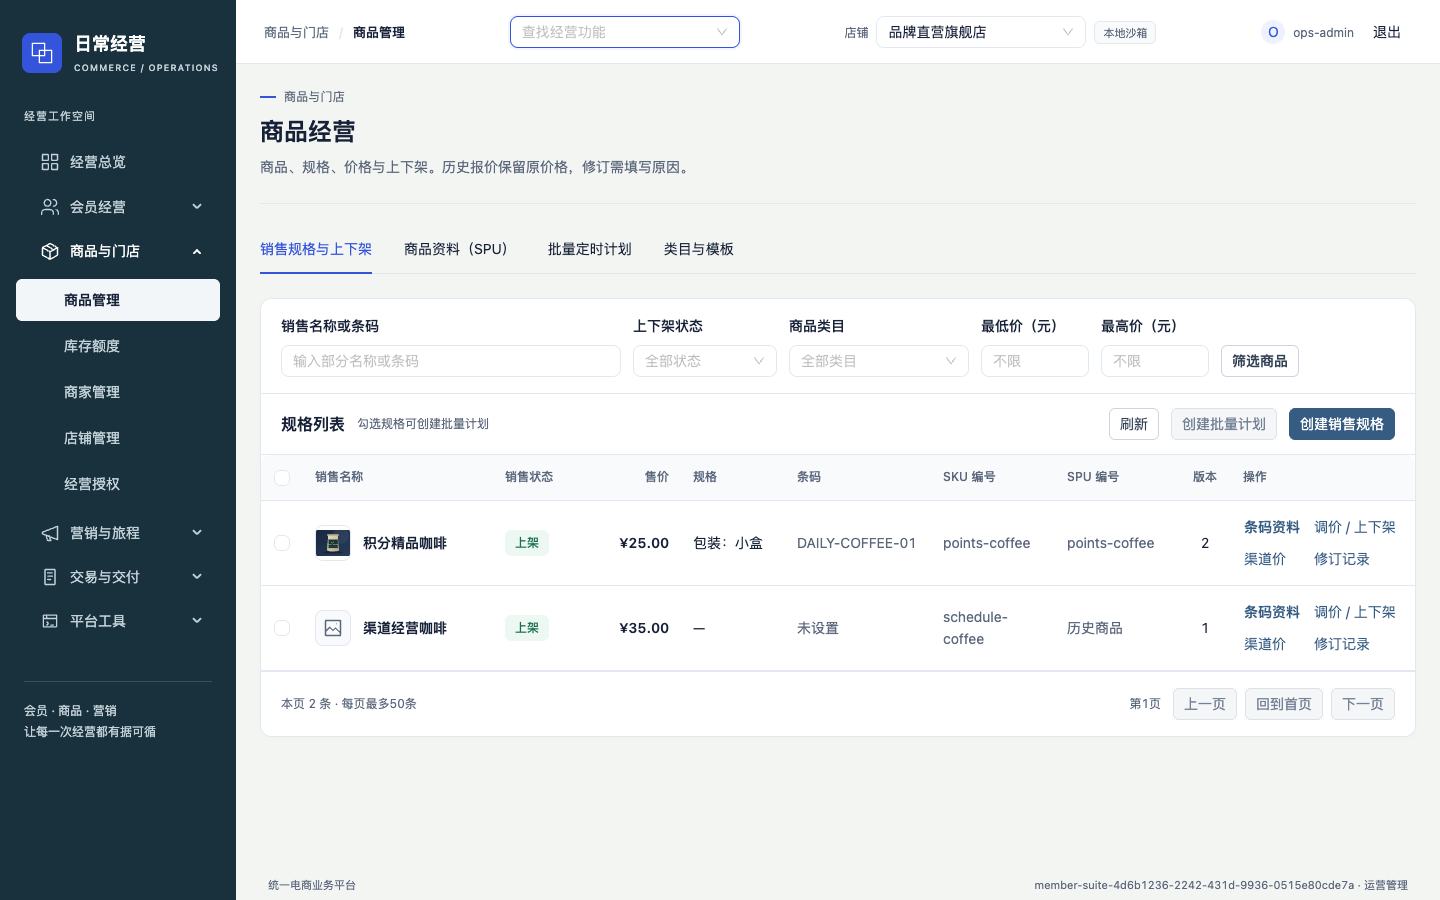 日常经营
COMMERCE / OPERATIONS
经营工作空间
经营总览
会员经营
商品与门店
商品管理
库存额度
商家管理
店铺管理
经营授权
营销与旅程
交易与交付
平台工具
会员 · 商品 · 营销
让每一次经营都有据可循
商品与门店 / 商品管理
查找经营功能
店铺 品牌直营旗舰店 本地沙箱
O ops-admin 退出
商品与门店
商品经营
商品、规格、价格与上下架。历史报价保留原价格，修订需填写原因。
销售规格与上下架 商品资料（SPU） 批量定时计划 类目与模板
销售名称或条码 上下架状态 商品类目 最低价（元） 最高价（元）
输入部分名称或条码 全部状态 全部类目 不限 不限 筛选商品
规格列表 勾选规格可创建批量计划 刷新 创建批量计划 创建销售规格
销售名称 销售状态 售价 规格 条码 SKU 编号 SPU 编号 版本 操作
积分精品咖啡 上架 ¥25.00 包装：小盒 DAILY-COFFEE-01 points-coffee points-coffee 2 条码资料 调价 / 上下架
渠道价 修订记录
渠道经营咖啡 上架 ¥35.00 — 未设置 schedule-coffee 历史商品 1 条码资料 调价 / 上下架
渠道价 修订记录
本页 2 条 · 每页最多50条 第1页 上一页 回到首页 下一页
统一电商业务平台 member-suite-4d6b1236-2242-431d-9936-0515e80cde7a · 运营管理